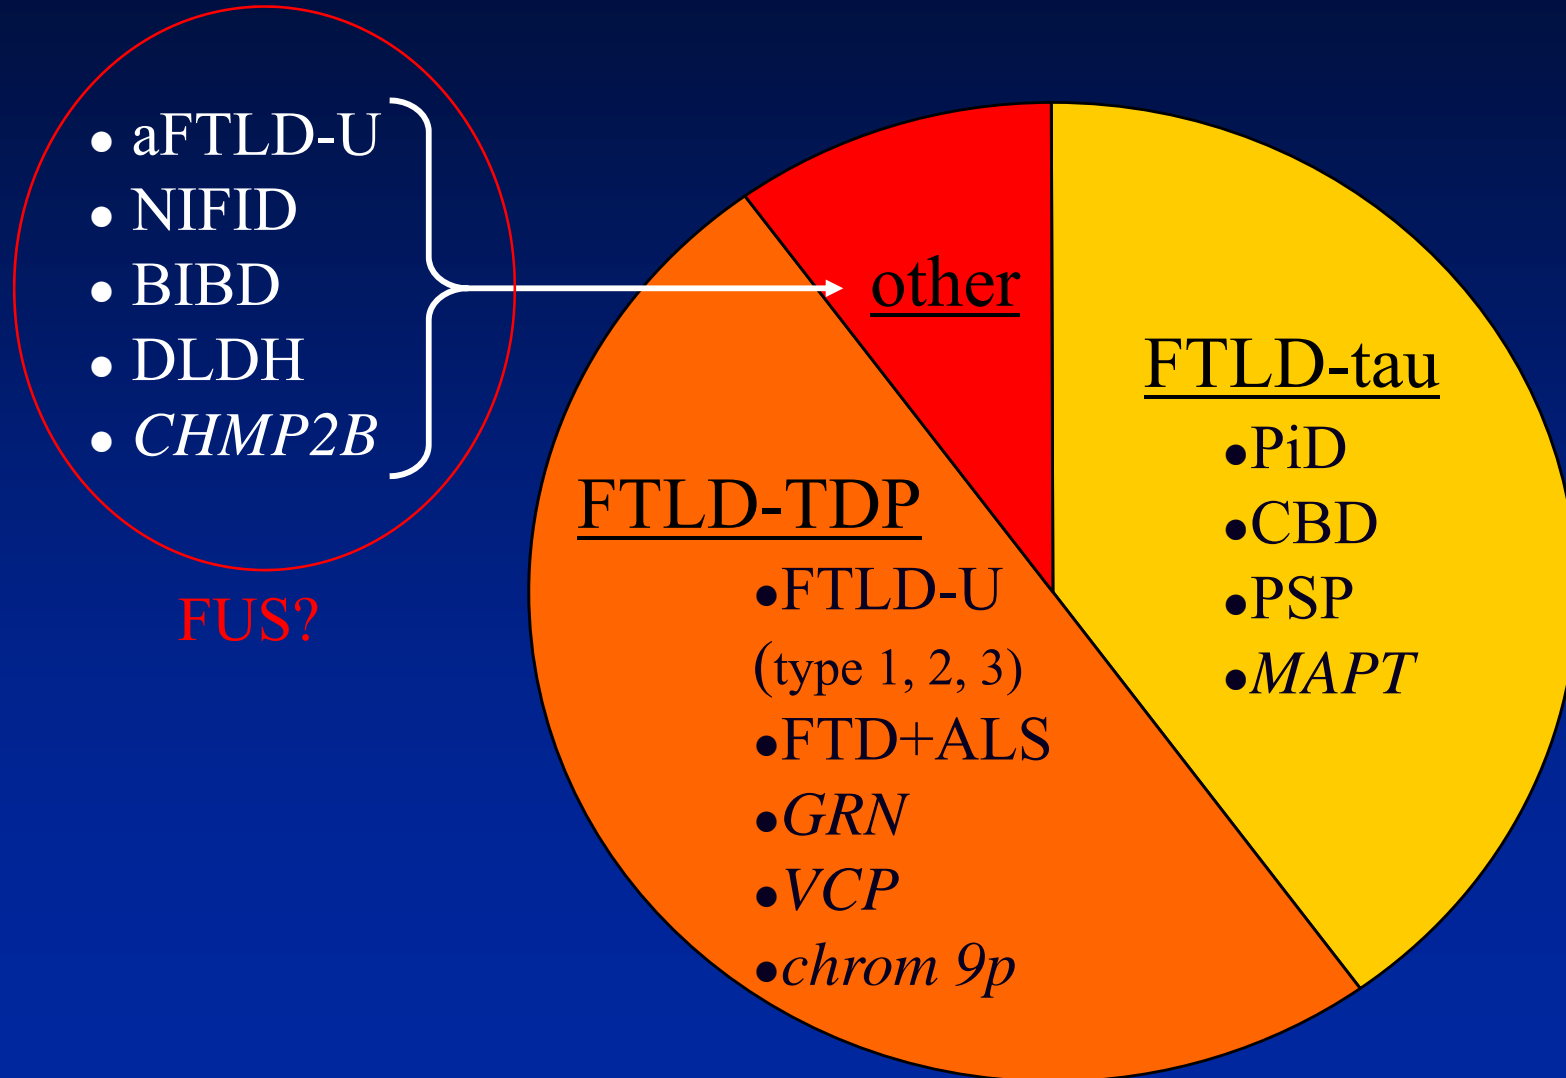 • aFTLD-U
• NIFID
• BIBD
• DLDH
• CHMP2B
FUS?
other
FTLD-TDP
•FTLD-U
(type 1, 2, 3)
•FTD+ALS
•GRN
•VCP
•chrom 9p
FTLD-tau
•PiD
•CBD
•PSP
•MAPT